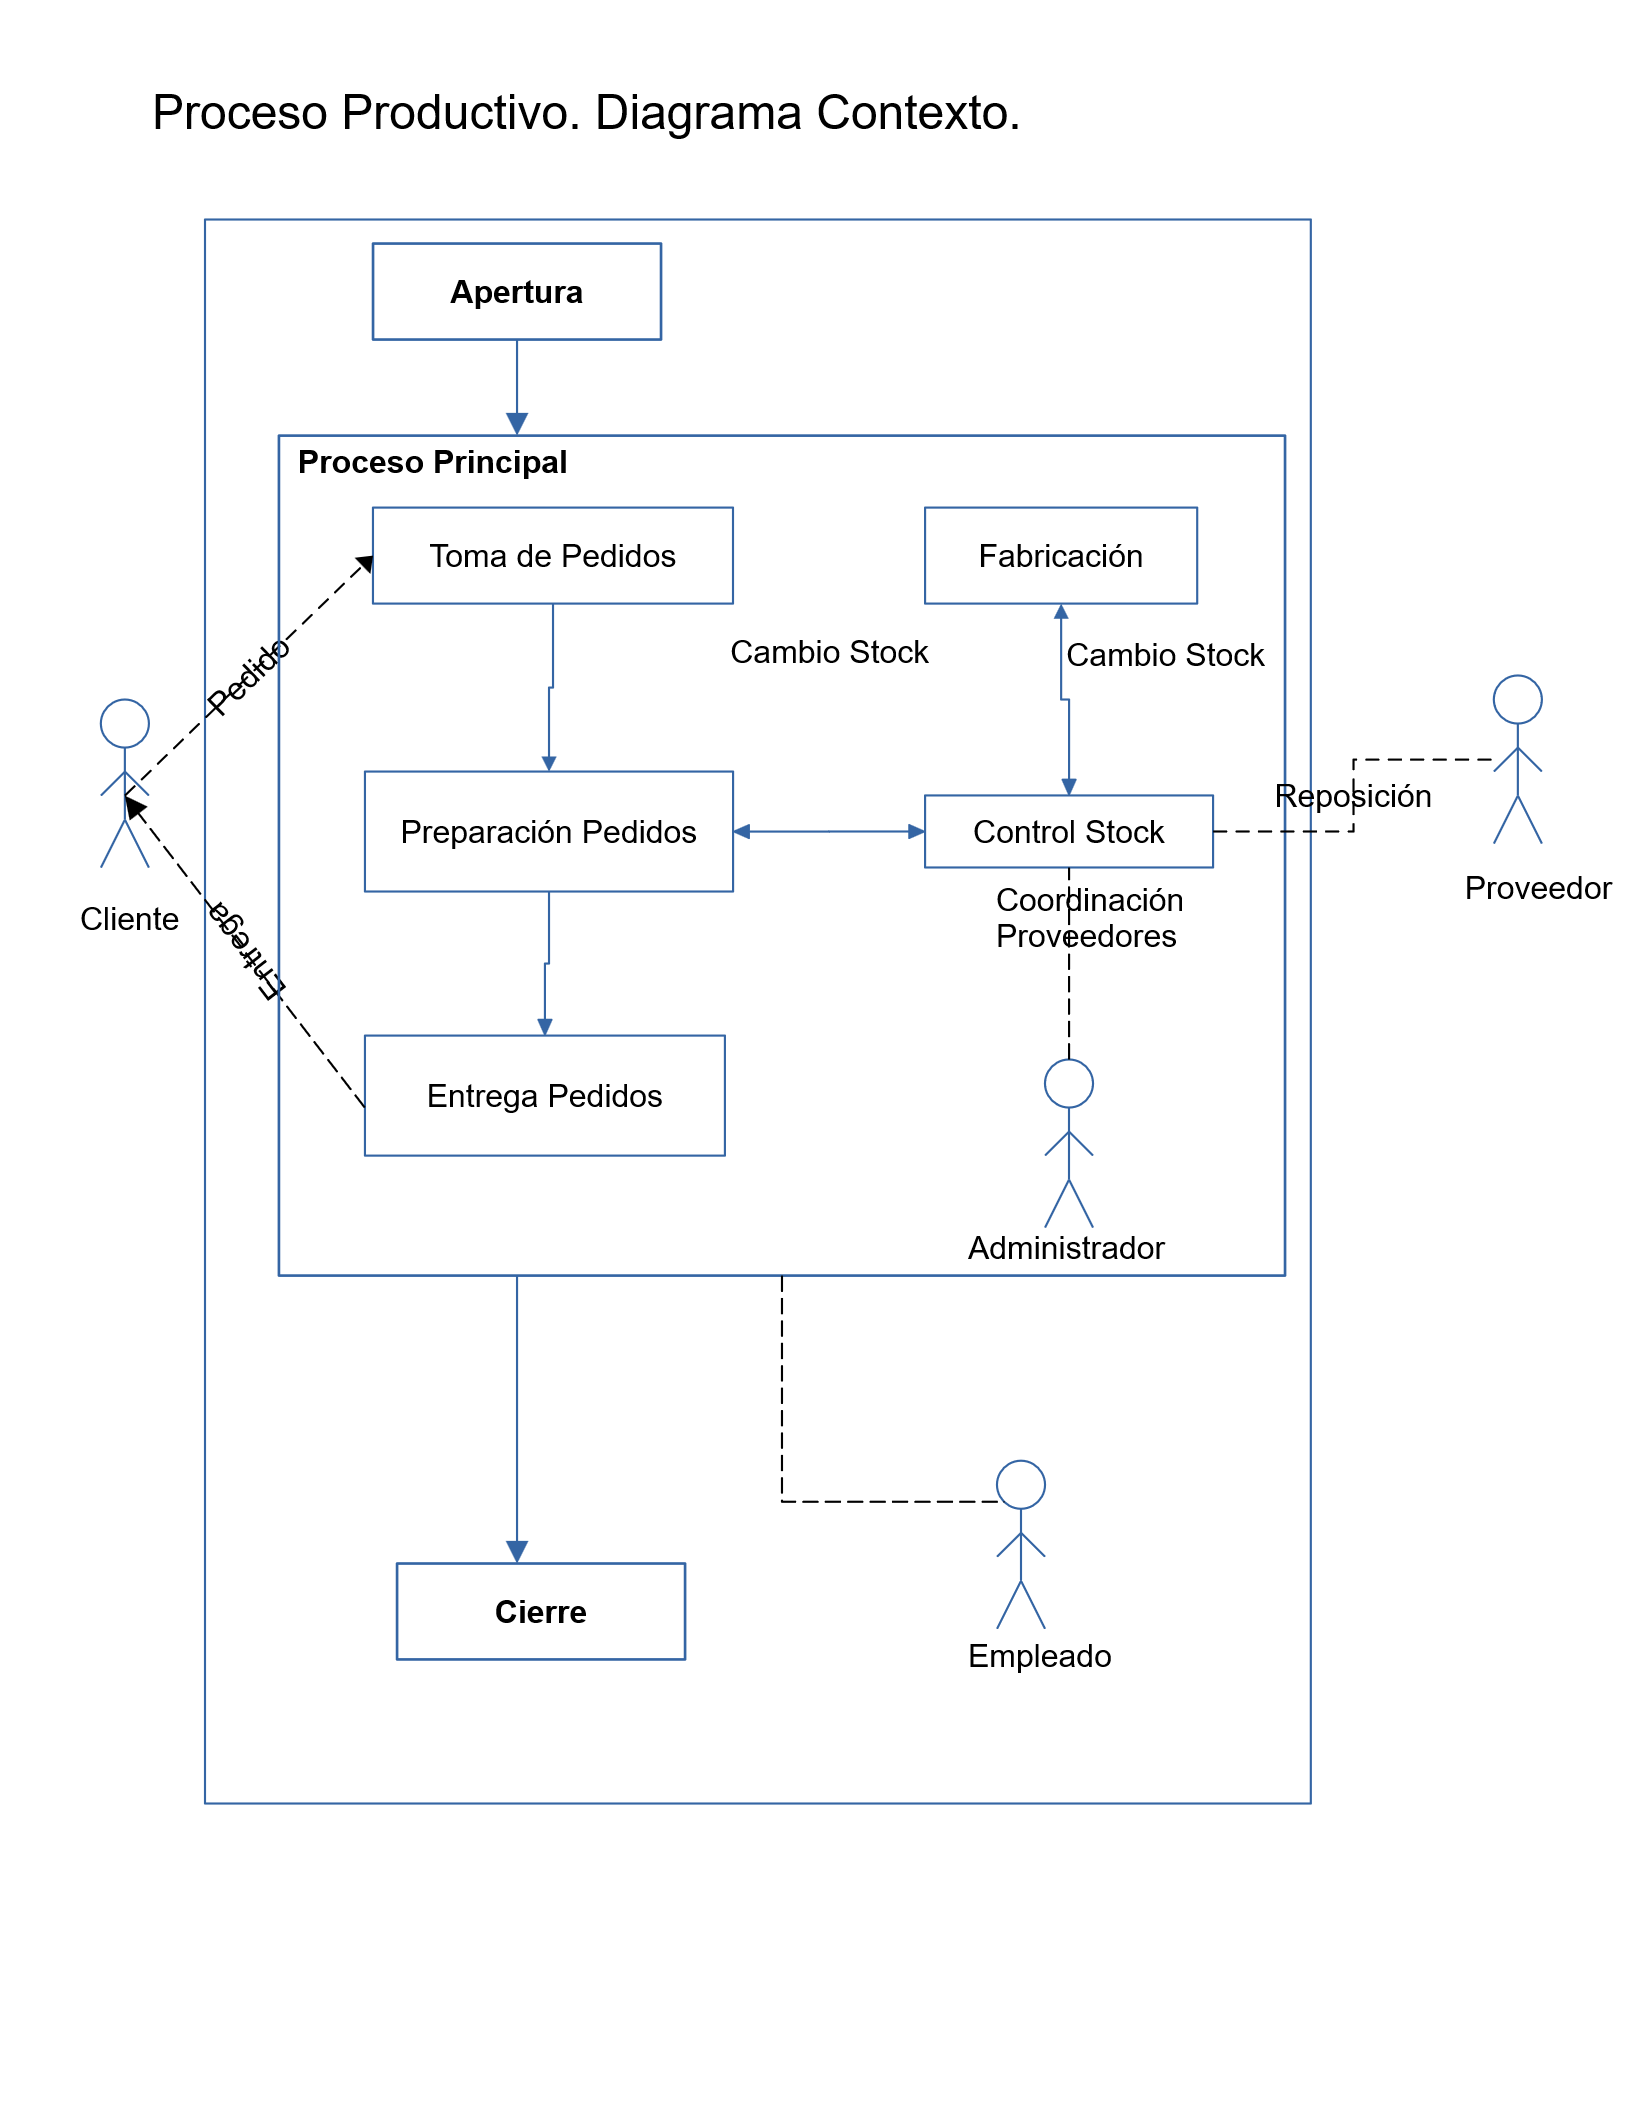 Proceso Productivo. Diagrama Contexto.
Apertura
Proceso Principal
Toma de Pedidos
Fabricación
Pedido
Cambio Stock
Cambio Stock
Reposición
Preparación Pedidos
Control Stock
Coordinación
Proveedores
Proveedor
Cliente
Entrega
Entrega Pedidos
Administrador
Cierre
Empleado